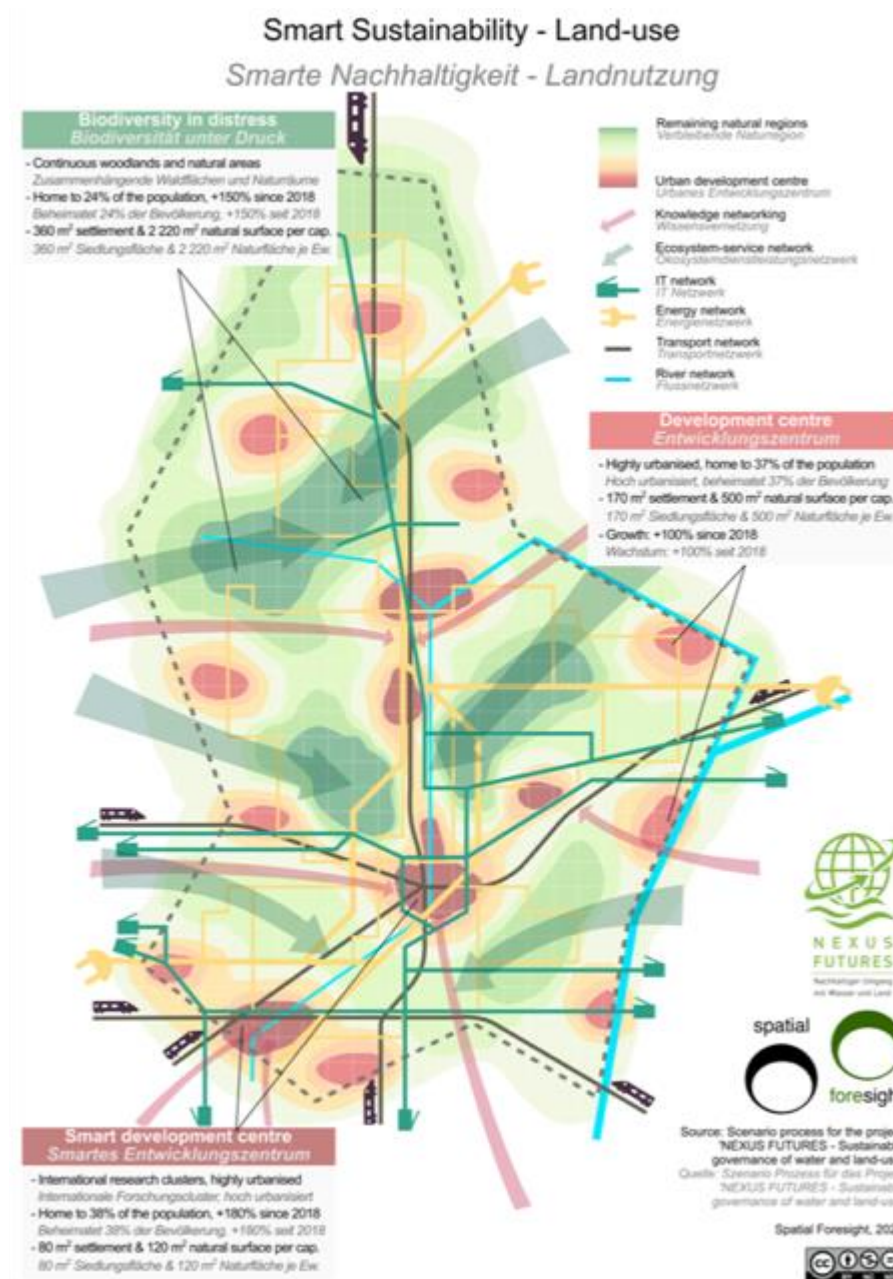 Smart Sustainability - Land-use
Smarte Nachhaltigkeit - Landnutzung
Biodiversity in distress
Biodiversität unter Druck
- Continuous woodlands and natural areas
Zusammenhängende Waldflächen und Naturräume
- Home to 24% of the population, +150% since 2018
Beheimatet 24% der Bevölkerung, +150% seit 2018
- 360 m² settlement & 2 220 m² natural surface per cap.
360 m² Siedlungsfläche & 2 220 m² Naturfläche je Ew.
Remaining natural regions
Verbleibende Naturregion
Urban development centre
Urbanes Entwicklungszentrum
Knowledge networking
Wissensvernetzung
Ecosystem-service network
Ökosystemdienstleistungsnetzwerk
IT network
IT Netzwerk
Energy network
Energienetzwerk
Transport network
Transportnetzwerk
River network
Flussnetzwerk
Development centre
Entwicklungszentrum
- Highly urbanised, home to 37% of the population
Hoch urbanisiert, beheimatet 37% der Bevölkerung
- 170 m² settlement & 500 m² natural surface per cap
170 m² Siedlungsfläche & 500 m² Naturfläche je Ew
- Growth: +100% since 2018
Wachstum: +100% seit 2018
NEXUS
FUTURES
Nachhaltiger Umgang
mit Wasser und Land
spatial
foresigh
Source: Scenario process for the proje
'NEXUS FUTURES - Sustainab
governance of water and land-us
Quelle: Szenario Prozess für das Proje
'NEXUS FUTURES - Sustainab
governance of water and land-us
Spatial Foresight, 202
Smart development centre
Smartes Entwicklungszentrum
- International research clusters, highly urbanised
Internationale Forschungscluster, hoch urbanisiert
- Home to 38% of the population, +180% since 2018
Beheimatet 38% der Bevölkerung, +180% seit 2018
- 80 m² settlement & 120 m² natural surface per cap.
80 m² Siedlungsfläche & 120 m² Naturfläche je Ew.
cc